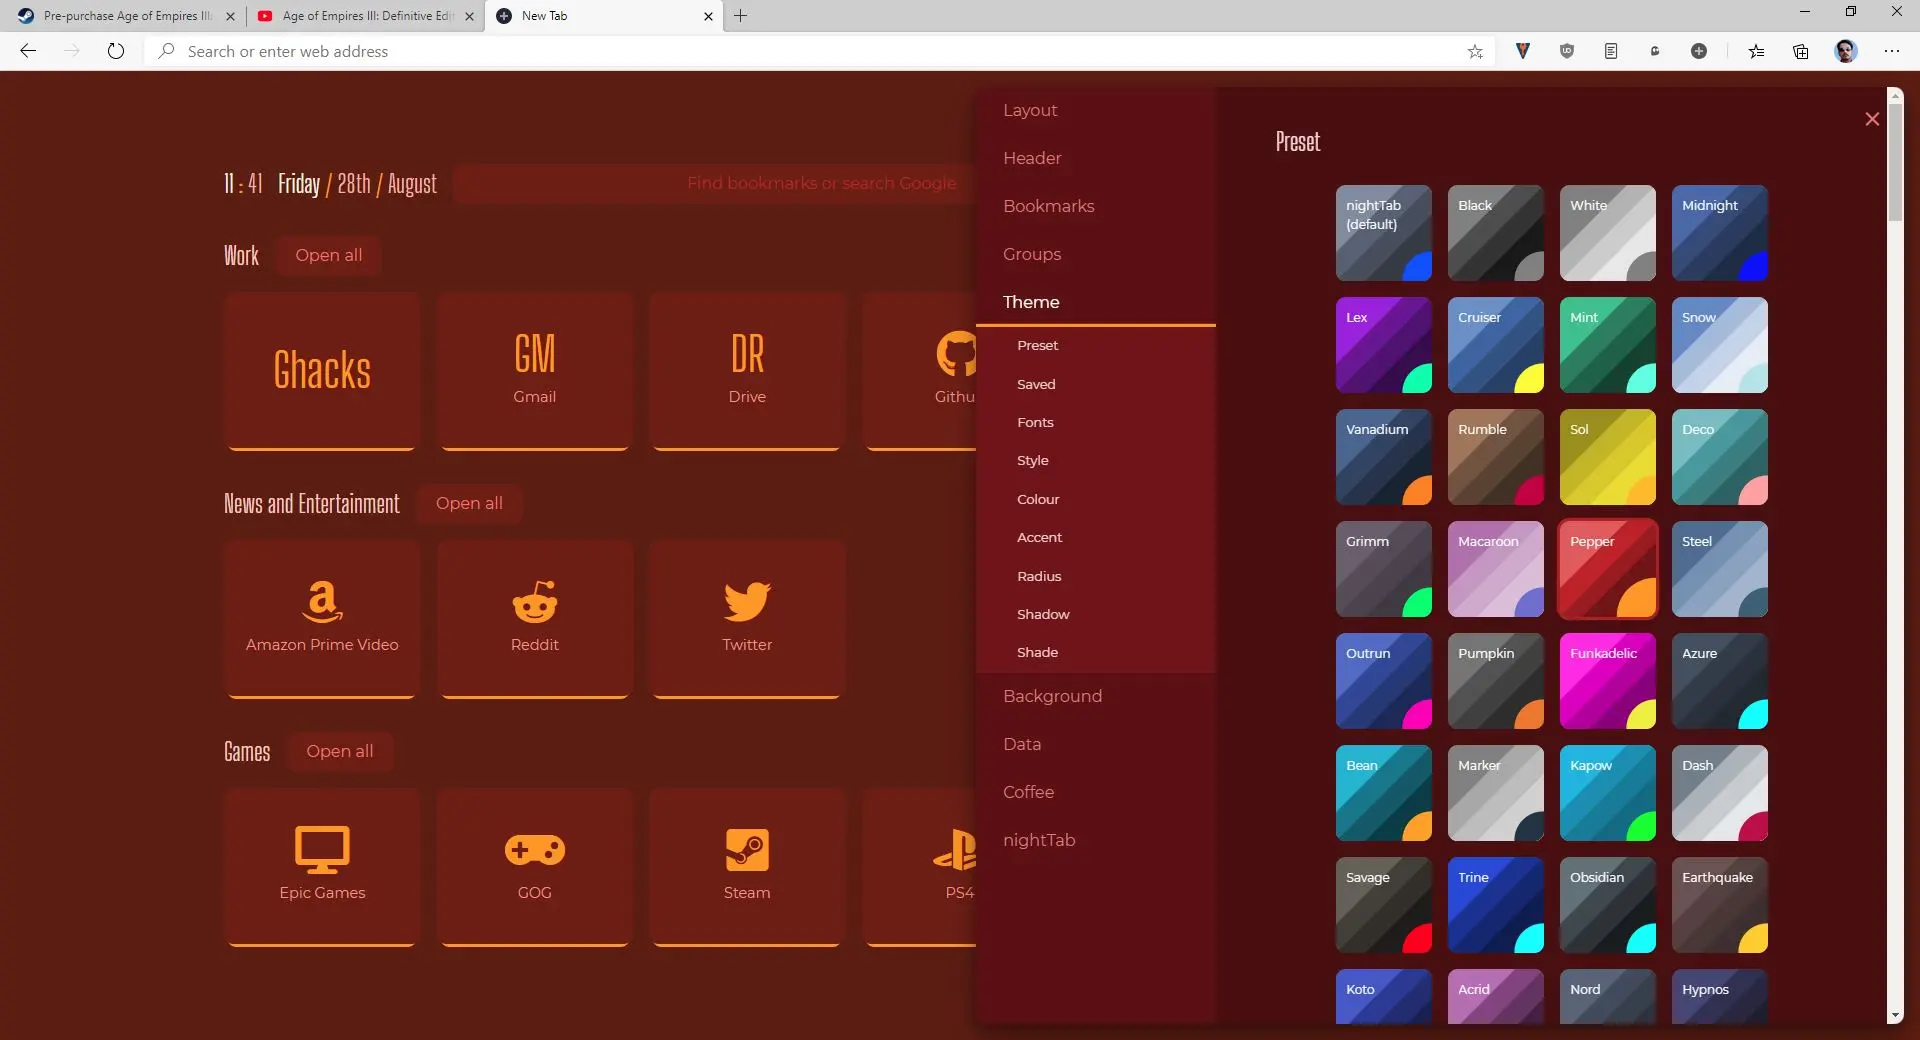 Pre-purchase Age of Empires III:
Age of Empires III: Definitive Edit
New Tab
Search or enter web address
11 : 41 Friday / 28th / August
Find bookmarks or search Google
Work
Open all
Ghacks
GM
Gmail
DR
Drive
Githu
News and Entertainment
Open all
Amazon Prime Video
Reddit
Twitter
Games
Open all
Epic Games
GOG
Steam
PS4
Layout
Header
Bookmarks
Groups
Theme
Preset
Saved
Fonts
Style
Colour
Accent
Radius
Shadow
Shade
Background
Data
Coffee
nightTab
Preset
nightTab
(default)
Black
White
Midnight
Lex
Cruiser
Mint
Snow
Vanadium
Rumble
Sol
Deco
Grimm
Macaroon
Pepper
Steel
Outrun
Pumpkin
Funkadelic
Azure
Bean
Marker
Kapow
Dash
Savage
Trine
Obsidian
Earthquake
Koto
Acrid
Nord
Hypnos